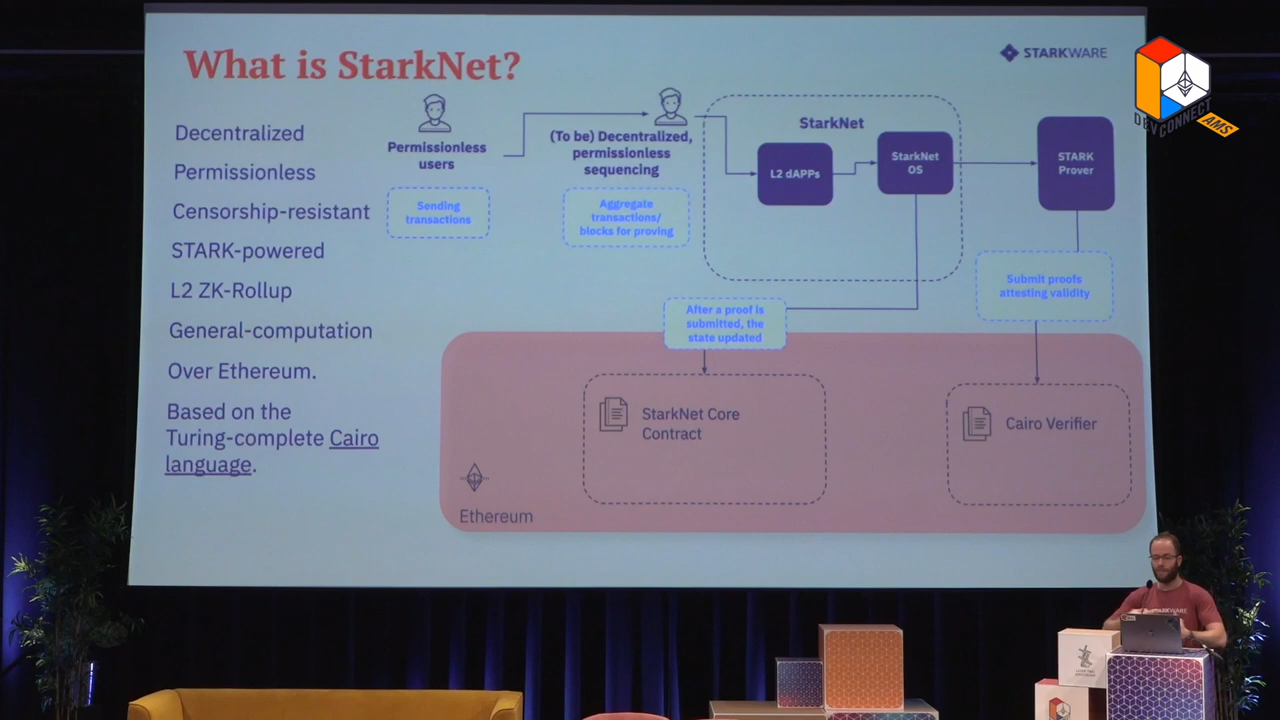 What is StarkNet?
STARKWARE
DEVCONNECT
AMS
Decentralized
Permissionless
Censorship-resistant
STARK-powered
L2 ZK-Rollup
General-computation
Over Ethereum.
Based on the
Turing-complete Cairo
language.
Permissionless
users
Sending
transactions
(To be) Decentralized,
permissionless
sequencing
Aggregate
transactions/
blocks for proving
StarkNet
L2 dAPPs
StarkNet
OS
STARK
Prover
Submit proofs
attesting validity
After a proof is
submitted, the
state updated
StarkNet Core
Contract
Cairo Verifier
Ethereum
STARKWARE